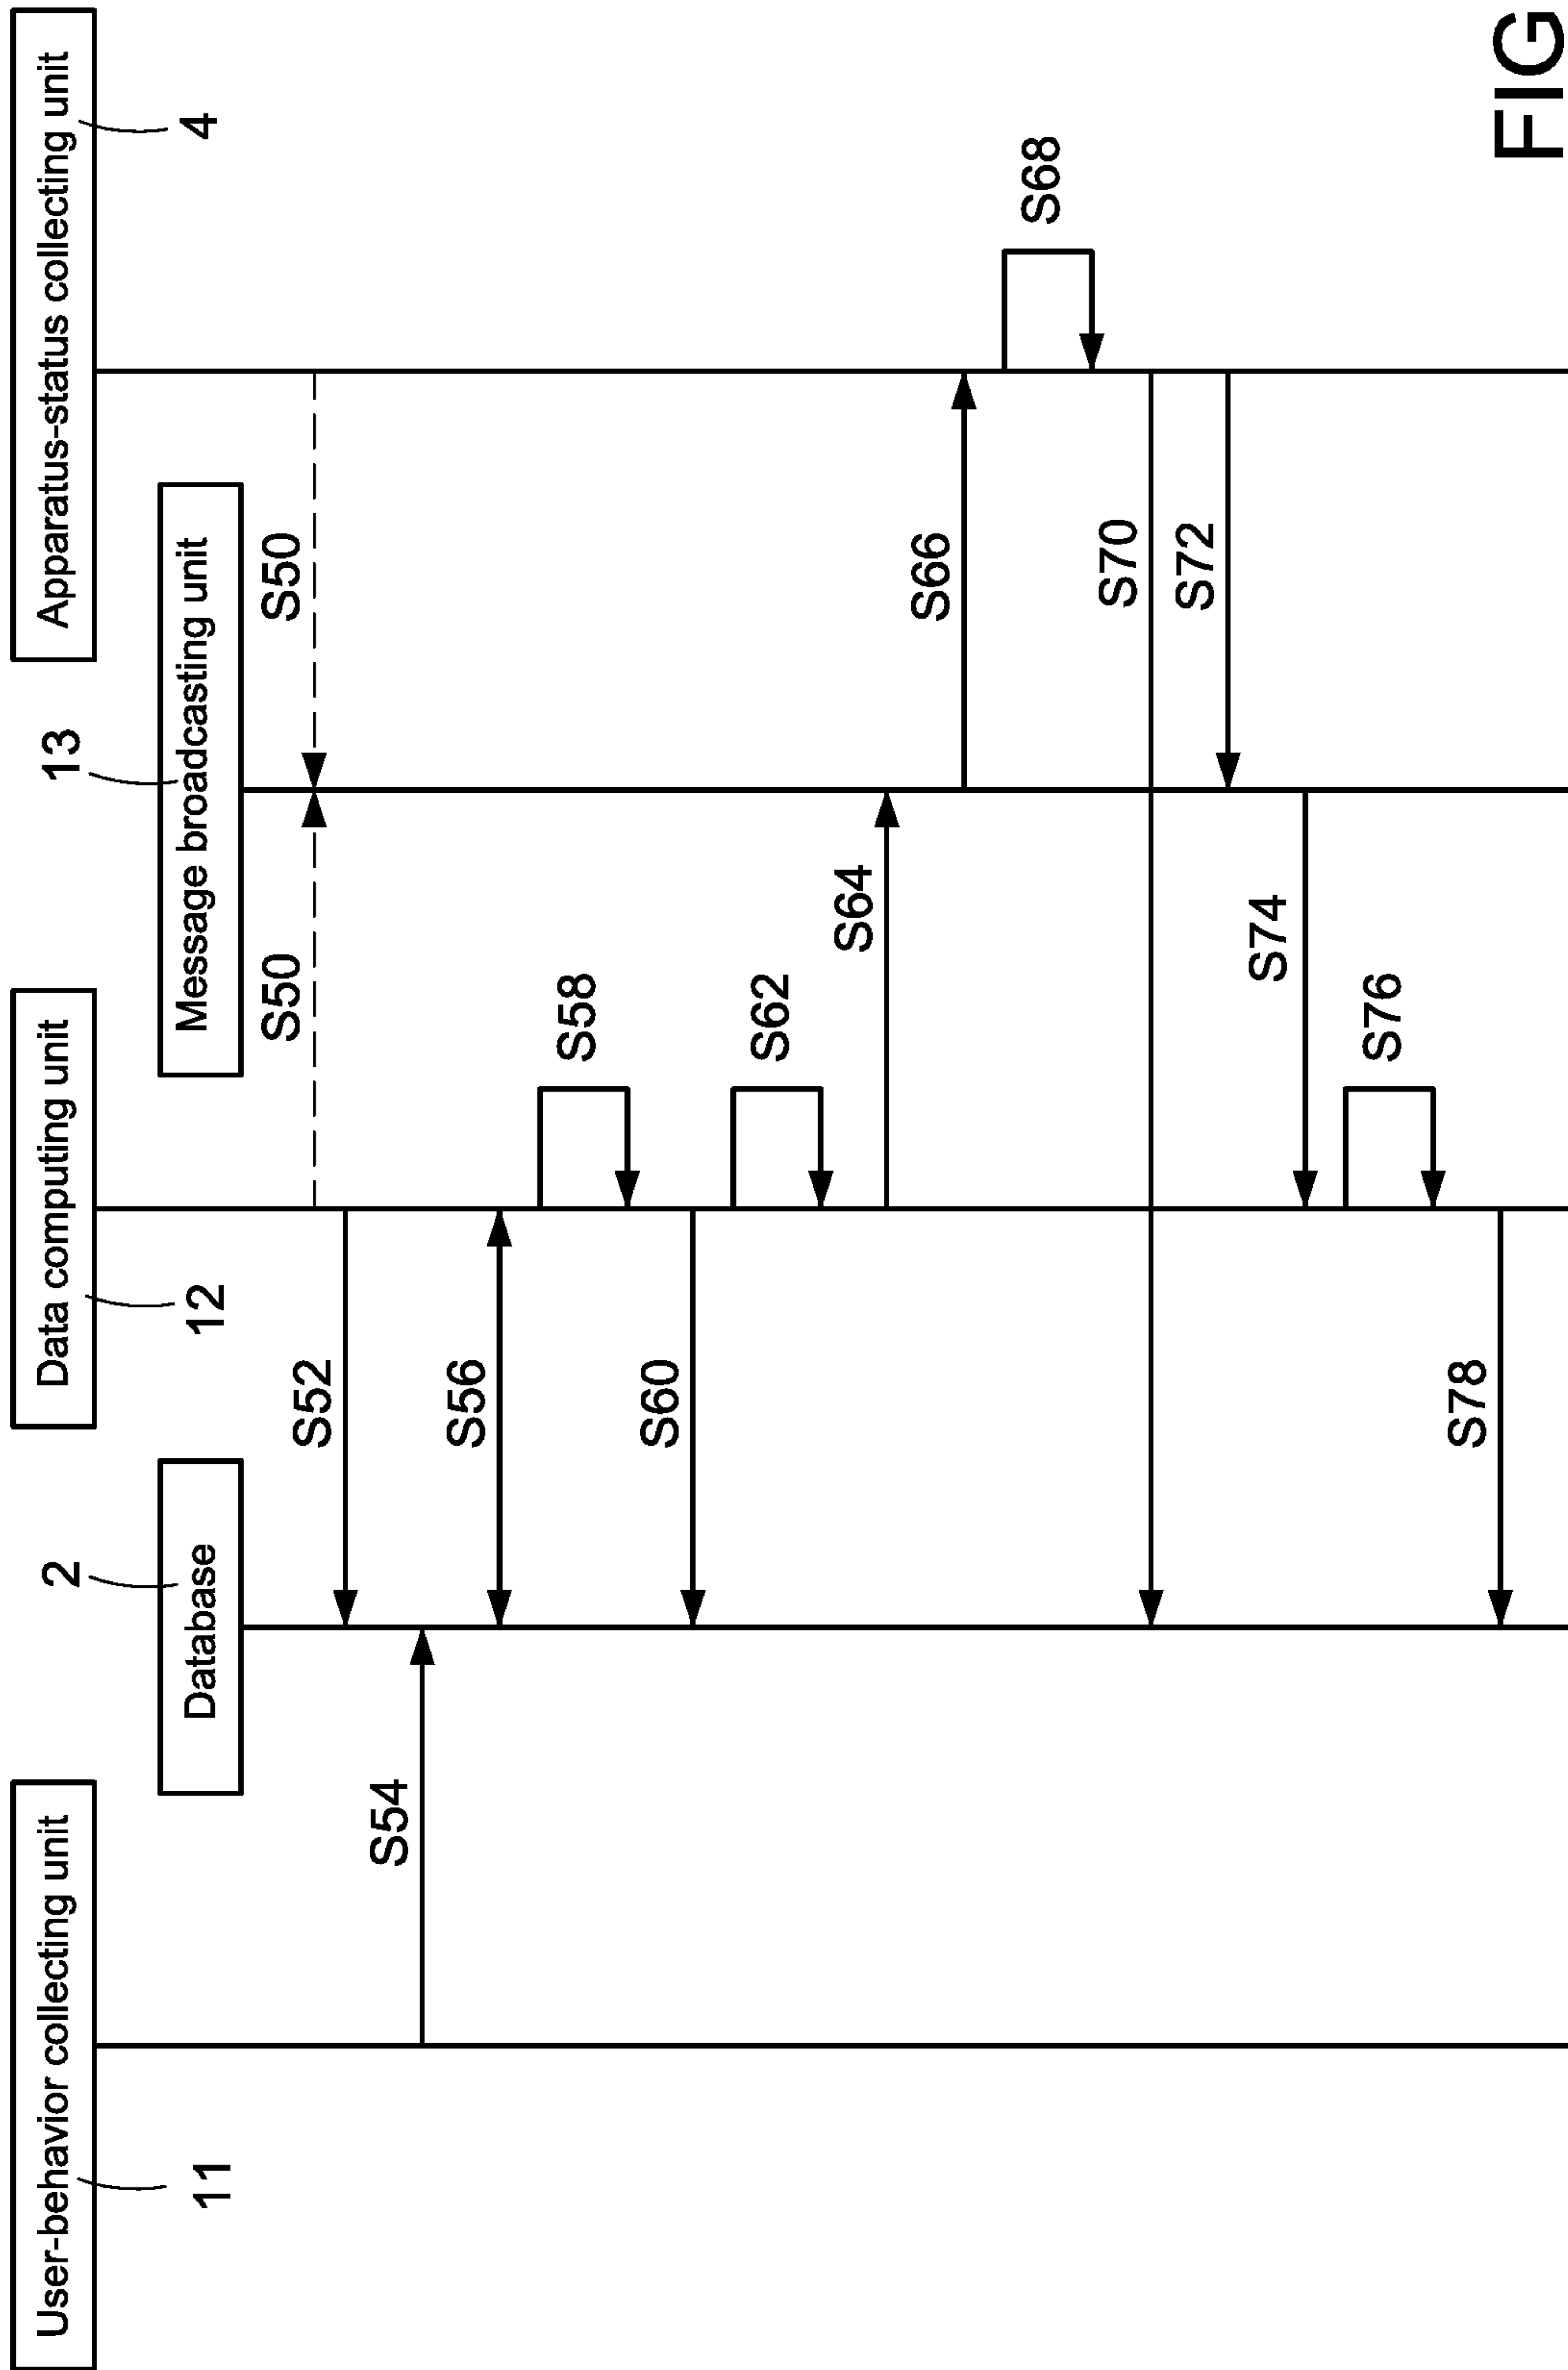 User-behavior collecting unit
11
Database
2
Data computing unit
12
Message broadcasting unit
13
Apparatus-status collecting unit
4
S50
S50
S52
S54
S56
S58
S60
S62
S64
S66
S68
S70
S72
S74
S76
S78
FIG